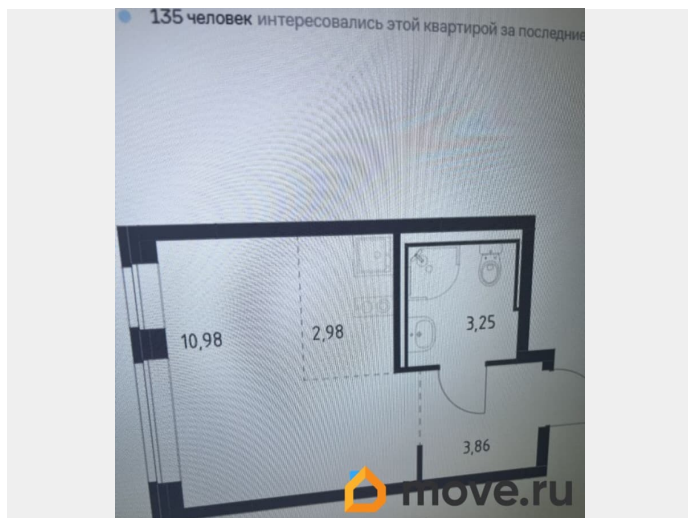 135 человек интересовались этой квартирой за последние
10,98
2,98
3,25
3,86
move.ru